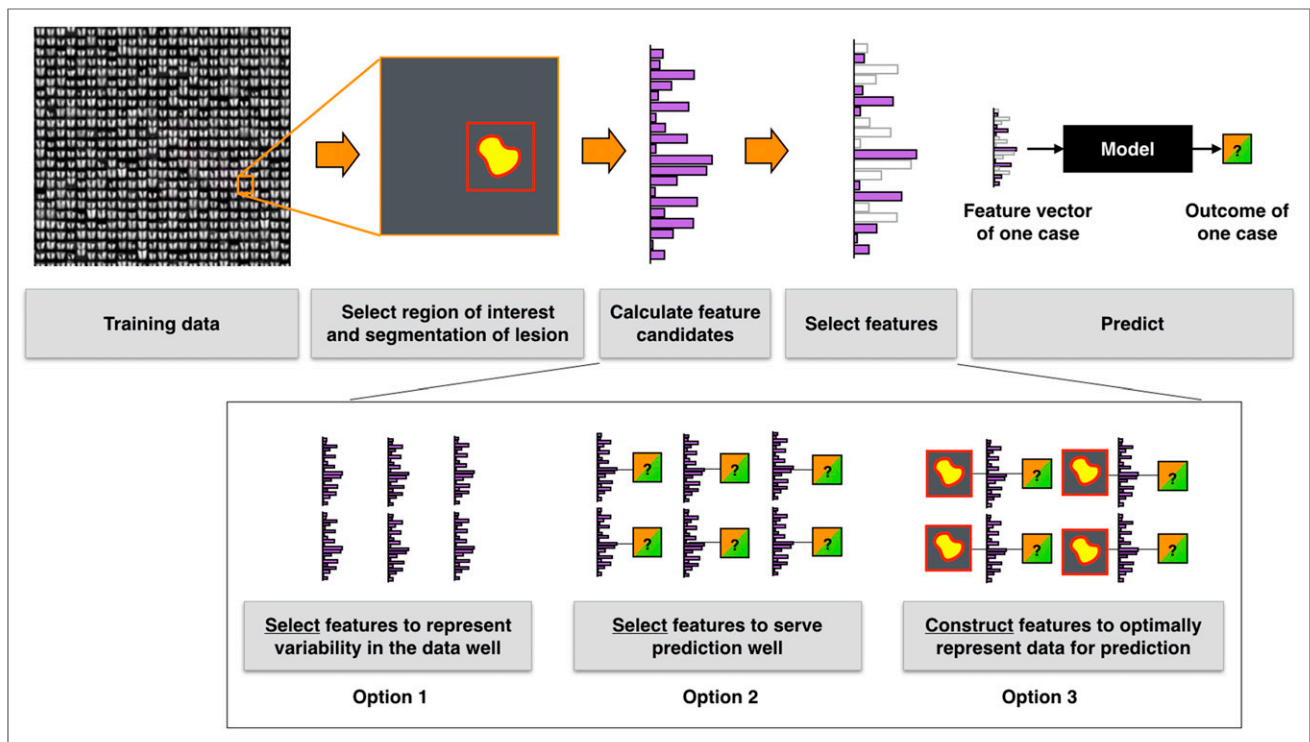 Model
?
Feature vector
of one case
Outcome of
one case
Training data
Select region of interest
and segmentation of lesion
Calculate feature
candidates
Select features
Predict
? ? ? ? ? ? ?
? ? ? ?
? ? ?
Select features to represent
variability in the data well
Select features to serve
prediction well
Construct features to optimally
represent data for prediction
Option 1
Option 2
Option 3